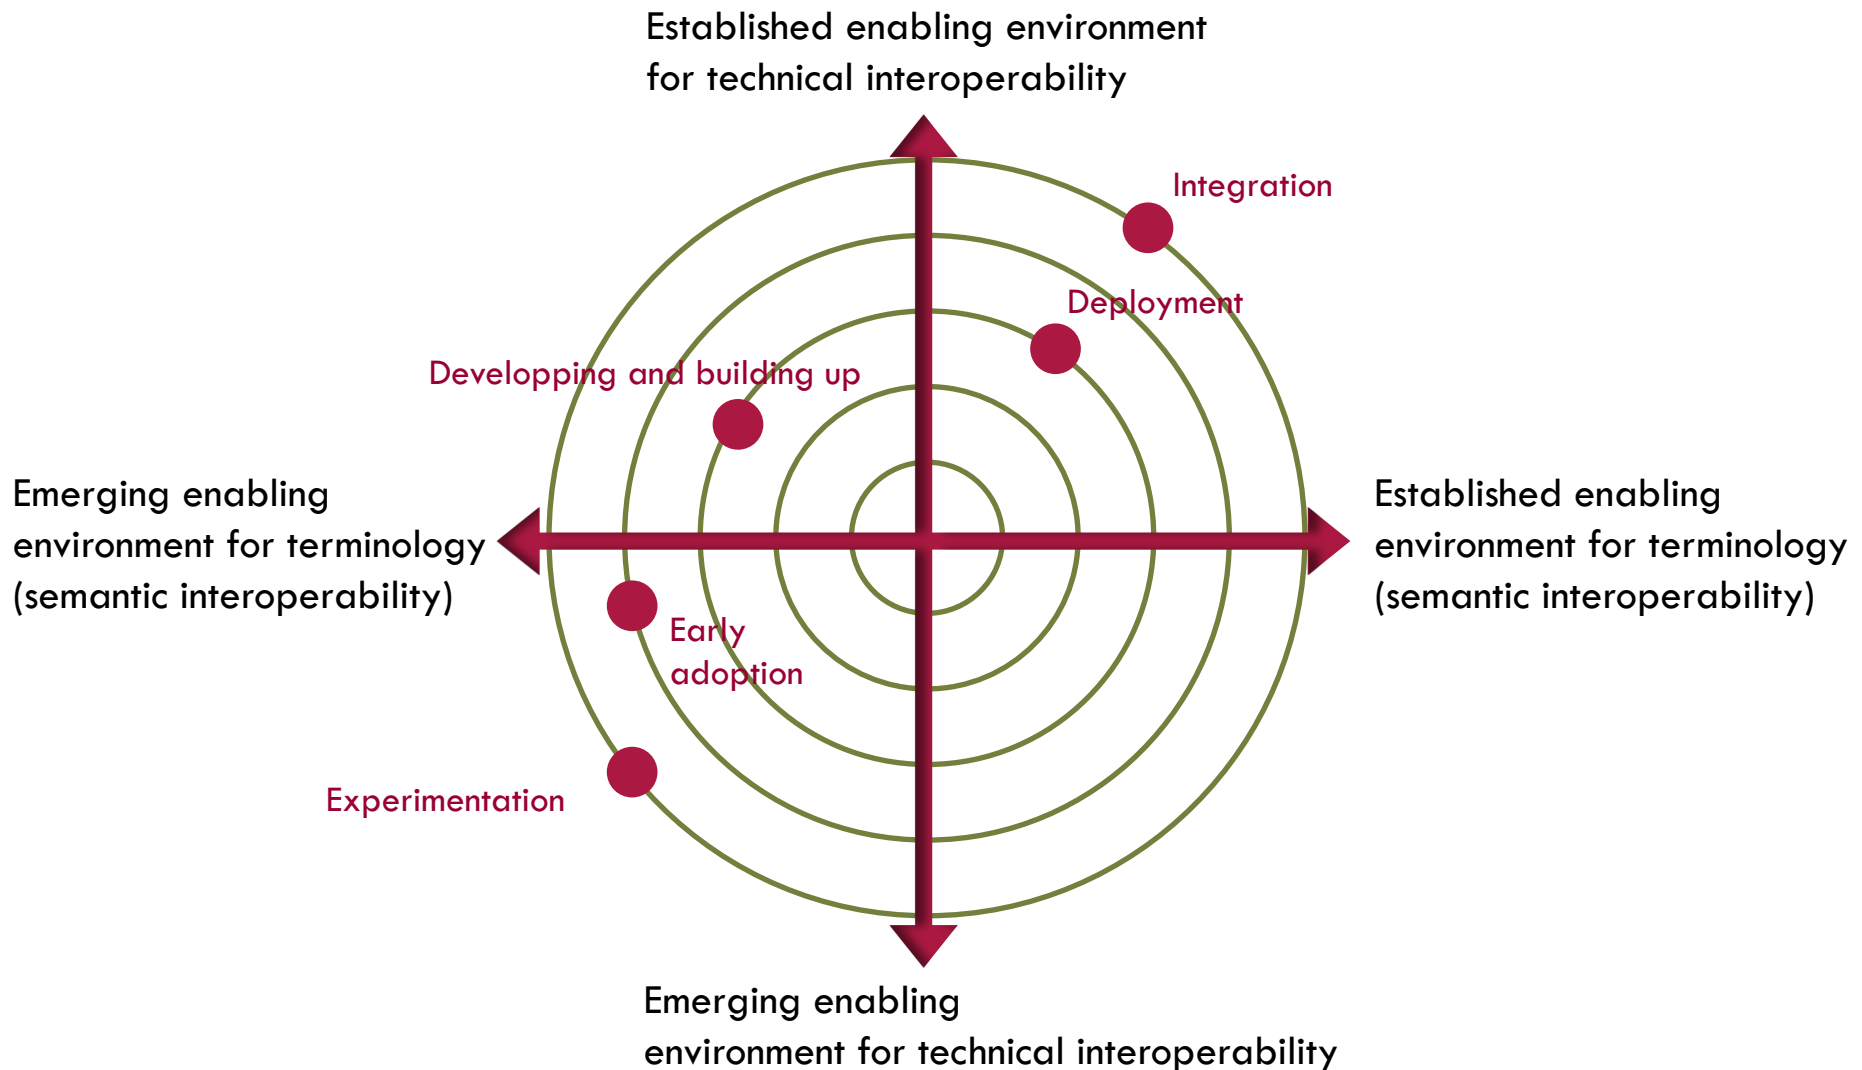 Established enabling environment
for technical interoperability
Integration
Deployment
Developping and building up
Emerging enabling
environment for terminology
(semantic interoperability)
Established enabling
environment for terminology
(semantic interoperability)
Early
adoption
Experimentation
Emerging enabling
environment for technical interoperability